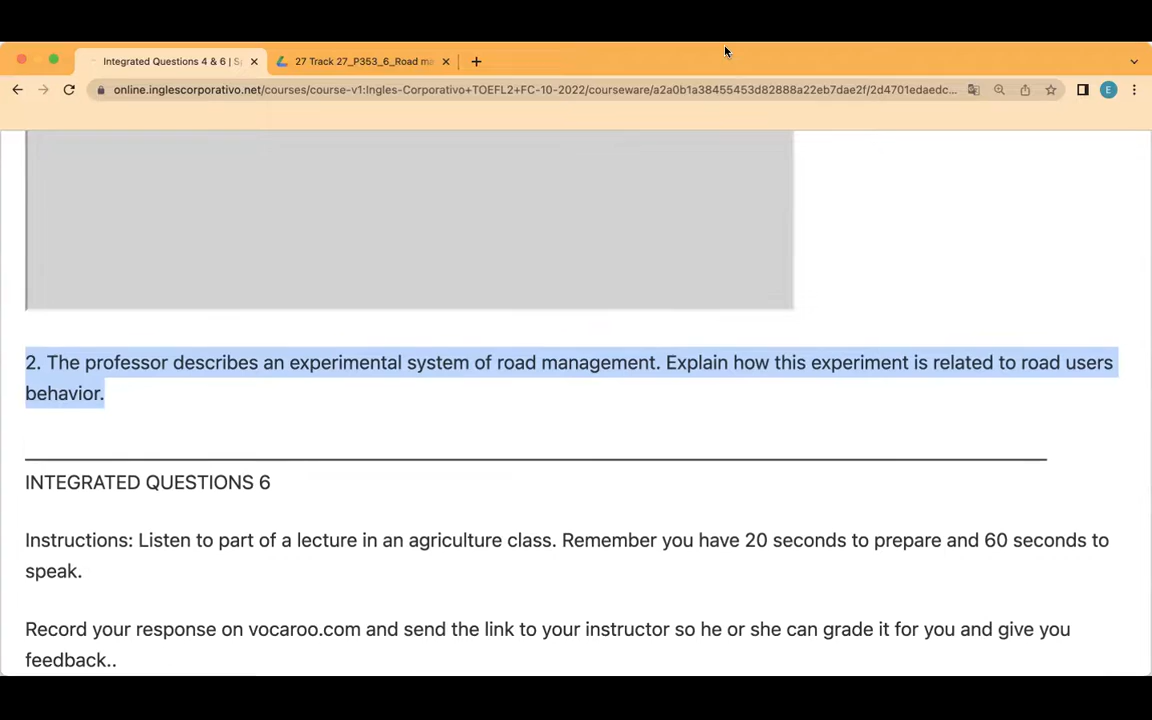 Integrated Questions 4 & 6 | S
27 Track 27_P353_6_Road ma
online.inglescorporativo.net/courses/course-v1:Ingles-Corporativo+TOEFL2+FC-10-2022/courseware/a2a0b1a38455453d82888a22eb7dae2f/2d4701edaedc...
E
2. The professor describes an experimental system of road management. Explain how this experiment is related to road users
behavior.
INTEGRATED QUESTIONS 6
Instructions: Listen to part of a lecture in an agriculture class. Remember you have 20 seconds to prepare and 60 seconds to
speak.
Record your response on vocaroo.com and send the link to your instructor so he or she can grade it for you and give you
feedback..